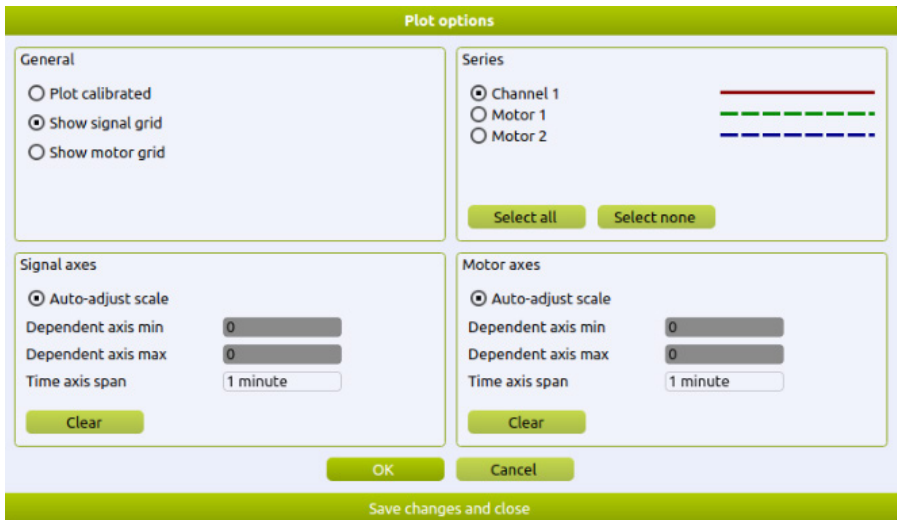 Plot options
General
Plot calibrated
Show signal grid
Show motor grid
Series
Channel 1
Motor 1
Motor 2
Select all Select none
Signal axes
Auto-adjust scale
Dependent axis min 0
Dependent axis max 0
Time axis span 1 minute
Clear
Motor axes
Auto-adjust scale
Dependent axis min 0
Dependent axis max 0
Time axis span 1 minute
Clear
OK Cancel
Save changes and close